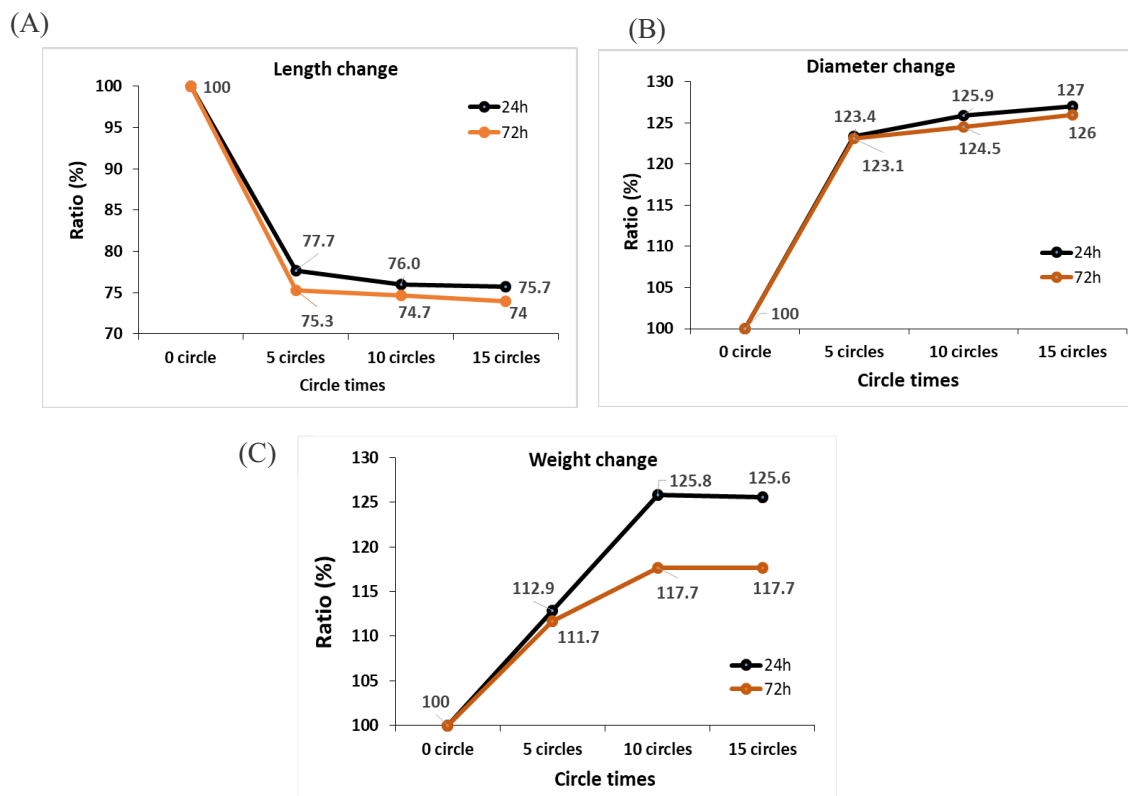 (A)
Length change
Ratio (%)
100
95
90
85
80
75
70
100
77.7
76.0
75.7
75.3
74.7
74
24h
72h
0 circle
5 circles
10 circles
15 circles
Circle times
(B)
Diameter change
Ratio (%)
130
125
120
115
110
105
100
100
123.4
125.9
127
123.1
124.5
126
24h
72h
0 circle
5 circles
10 circles
15 circles
Circle times
(C)
Weight change
Ratio (%)
130
125
120
115
110
105
100
100
112.9
125.8
125.6
111.7
117.7
117.7
24h
72h
0 circle
5 circles
10 circles
15 circles
Circle times